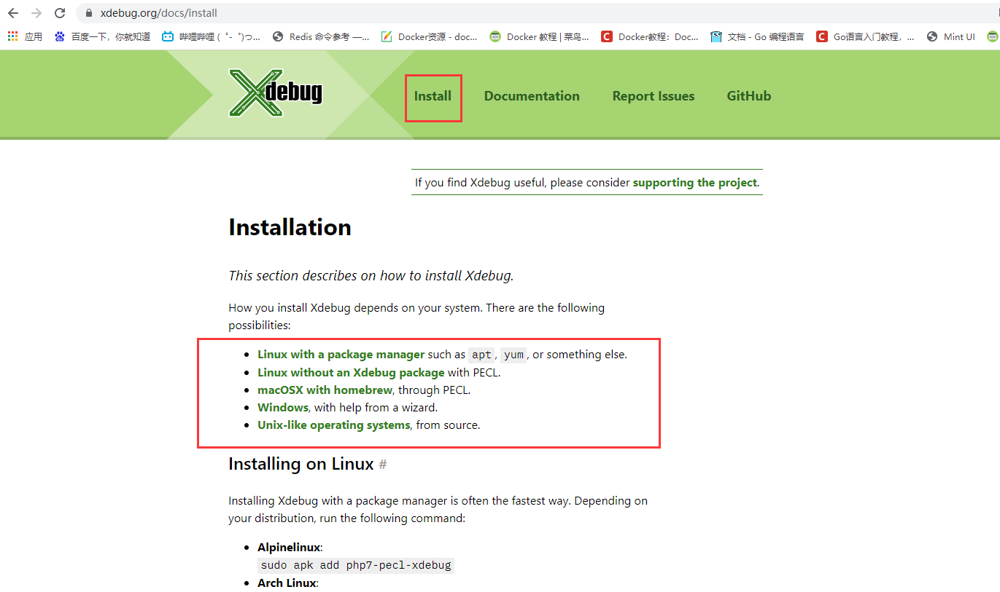 xdebug.org/docs/install
应用 百度一下，你就知道 哔哩哔哩 ( ゜- ゜)つ... Redis 命令参考 —... Docker资源 - doc... Docker 教程 | 菜鸟... C Docker教程：Doc... 文档 - Go 编程语言 C Go语言入门教程，... Mint UI
Xdebug Install Documentation Report Issues GitHub
If you find Xdebug useful, please consider supporting the project.
Installation
This section describes on how to install Xdebug.
How you install Xdebug depends on your system. There are the following
possibilities:
• Linux with a package manager such as apt, yum, or something else.
• Linux without an Xdebug package with PECL.
• macOSX with homebrew, through PECL.
• Windows, with help from a wizard.
• Unix-like operating systems, from source.
Installing on Linux #
Installing Xdebug with a package manager is often the fastest way. Depending on
your distribution, run the following command:
• Alpinelinux:
sudo apk add php7-pecl-xdebug
• Arch Linux: